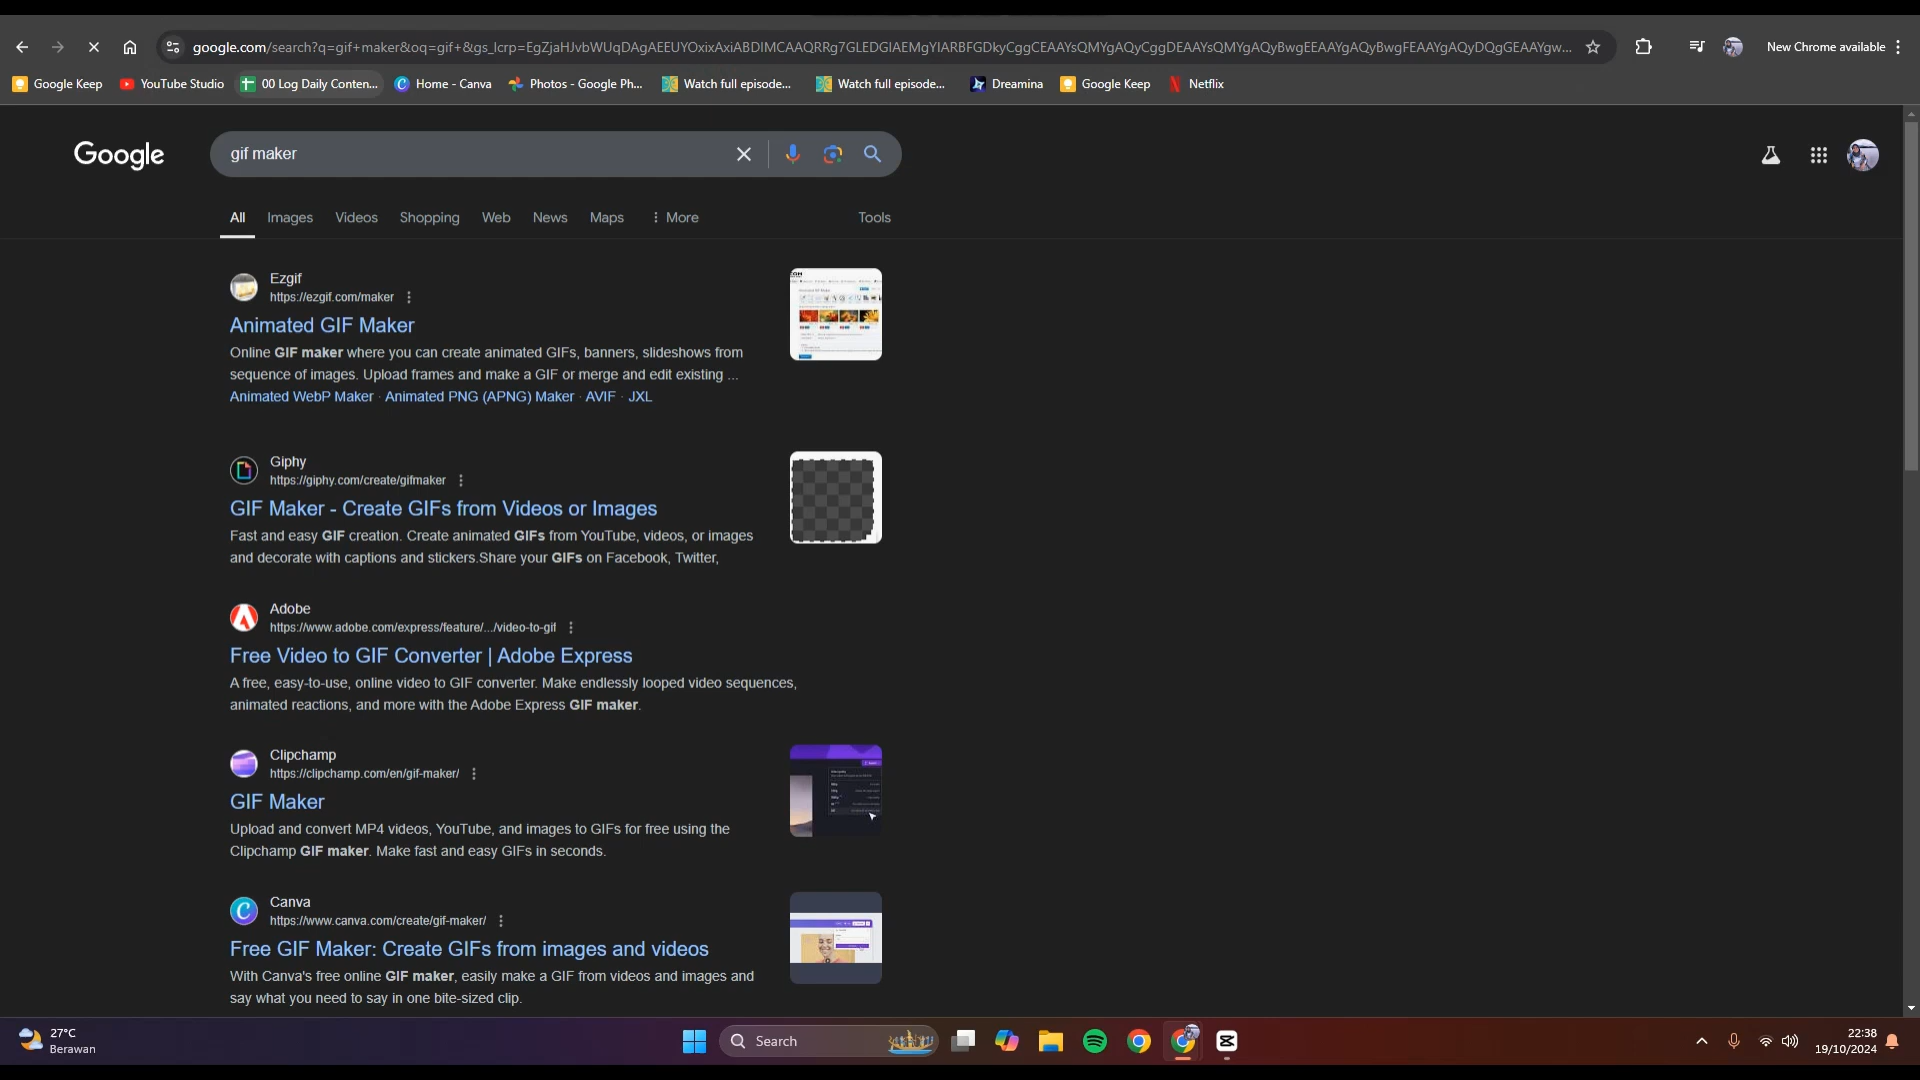 google.com/search?q=gif+maker&oq=gif+&gs_lcrp=EgZjaHJvbWUqDAgAEEUYOxixAxiABDIMCAAQRRg7GLEDGIAEMgYIARBFGDkyCggCEAAYsQMYgAQyCggDEAAYsQMYgAQyBwgEEAAYgAQyBwgFEAAYgAQyDQgGEAAYgw...
New Chrome available
Google Keep
YouTube Studio
00 Log Daily Conten...
Home - Canva
Photos - Google Ph...
Watch full episode...
Watch full episode...
Dreamina
Google Keep
Netflix
Google
gif maker
All Images Videos Shopping Web News Maps More Tools
Ezgif
https://ezgif.com/maker
Animated GIF Maker
Online GIF maker where you can create animated GIFs, banners, slideshows from
sequence of images. Upload frames and make a GIF or merge and edit existing ...
Animated WebP Maker · Animated PNG (APNG) Maker · AVIF · JXL
Giphy
https://giphy.com/create/gifmaker
GIF Maker - Create GIFs from Videos or Images
Fast and easy GIF creation. Create animated GIFs from YouTube, videos, or images
and decorate with captions and stickers.Share your GIFs on Facebook, Twitter,
Adobe
https://www.adobe.com/express/feature/.../video-to-gif
Free Video to GIF Converter | Adobe Express
A free, easy-to-use, online video to GIF converter. Make endlessly looped video sequences,
animated reactions, and more with the Adobe Express GIF maker.
Clipchamp
https://clipchamp.com/en/gif-maker/
GIF Maker
Upload and convert MP4 videos, YouTube, and images to GIFs for free using the
Clipchamp GIF maker. Make fast and easy GIFs in seconds.
Canva
https://www.canva.com/create/gif-maker/
Free GIF Maker: Create GIFs from images and videos
With Canva's free online GIF maker, easily make a GIF from videos and images and
say what you need to say in one bite-sized clip.
27°C
Berawan
Search
22:38
19/10/2024